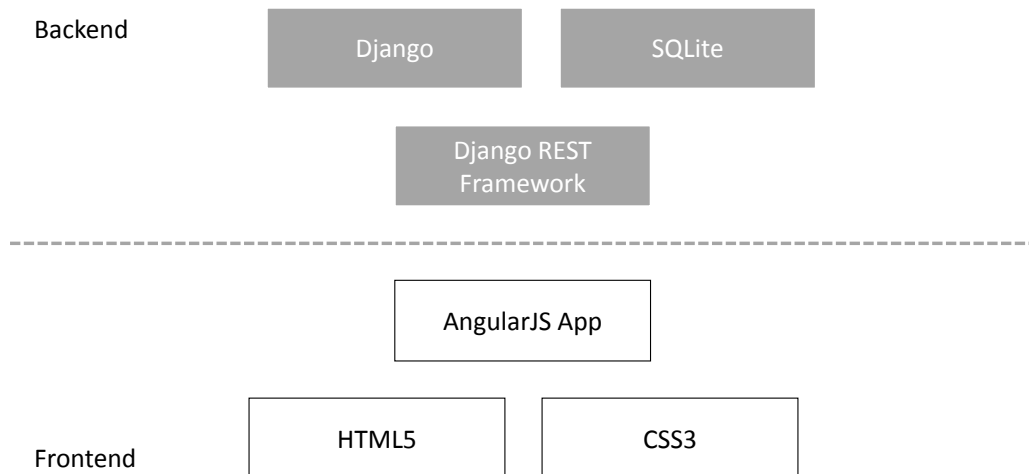 Backend
Django
SQLite
Django REST
Framework
AngularJS App
HTML5
CSS3
Frontend